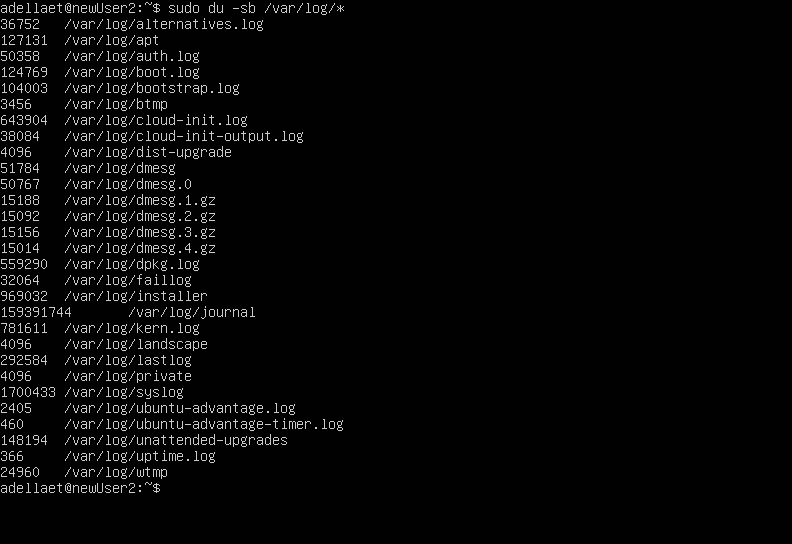 adellaet@newUser2:~$ sudo du -sb /var/log/*
36752   /var/log/alternatives.log
127131  /var/log/apt
50358   /var/log/auth.log
124769  /var/log/boot.log
104003  /var/log/bootstrap.log
3456    /var/log/btmp
643904  /var/log/cloud-init.log
38084   /var/log/cloud-init-output.log
4096    /var/log/dist-upgrade
51784   /var/log/dmesg
50767   /var/log/dmesg.0
15188   /var/log/dmesg.1.gz
15092   /var/log/dmesg.2.gz
15156   /var/log/dmesg.3.gz
15014   /var/log/dmesg.4.gz
559290  /var/log/dpkg.log
32064   /var/log/faillog
969032  /var/log/installer
159391744       /var/log/journal
781611  /var/log/kern.log
4096    /var/log/landscape
292584  /var/log/lastlog
4096    /var/log/private
1700433 /var/log/syslog
2405    /var/log/ubuntu-advantage.log
460     /var/log/ubuntu-advantage-timer.log
148194  /var/log/unattended-upgrades
366     /var/log/uptime.log
24960   /var/log/wtmp
adellaet@newUser2:~$